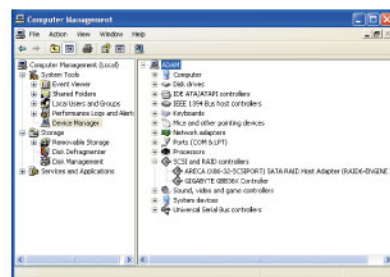 Computer Management
File Action View Window Help
Computer Management (Local)
System Tools
Event Viewer
Shared Folders
Local Users and Groups
Performance Logs and Alert
Device Manager
Storage
Removable Storage
Disk Defragmenter
Disk Management
Services and Applications
ADAM
Computer
Disk drives
IDE ATA/ATAPI controllers
IEEE 1394 Bus host controllers
Keyboards
Mice and other pointing devices
Network adapters
Ports (COM & LPT)
Processors
SCSI and RAID controllers
ARECA (X86-32-SCSIPORT) SATA RAID Host Adapter (RAID6-ENGINE
GIGABYTE GBB36X Controller
Sound, video and game controllers
System devices
Universal Serial Bus controllers